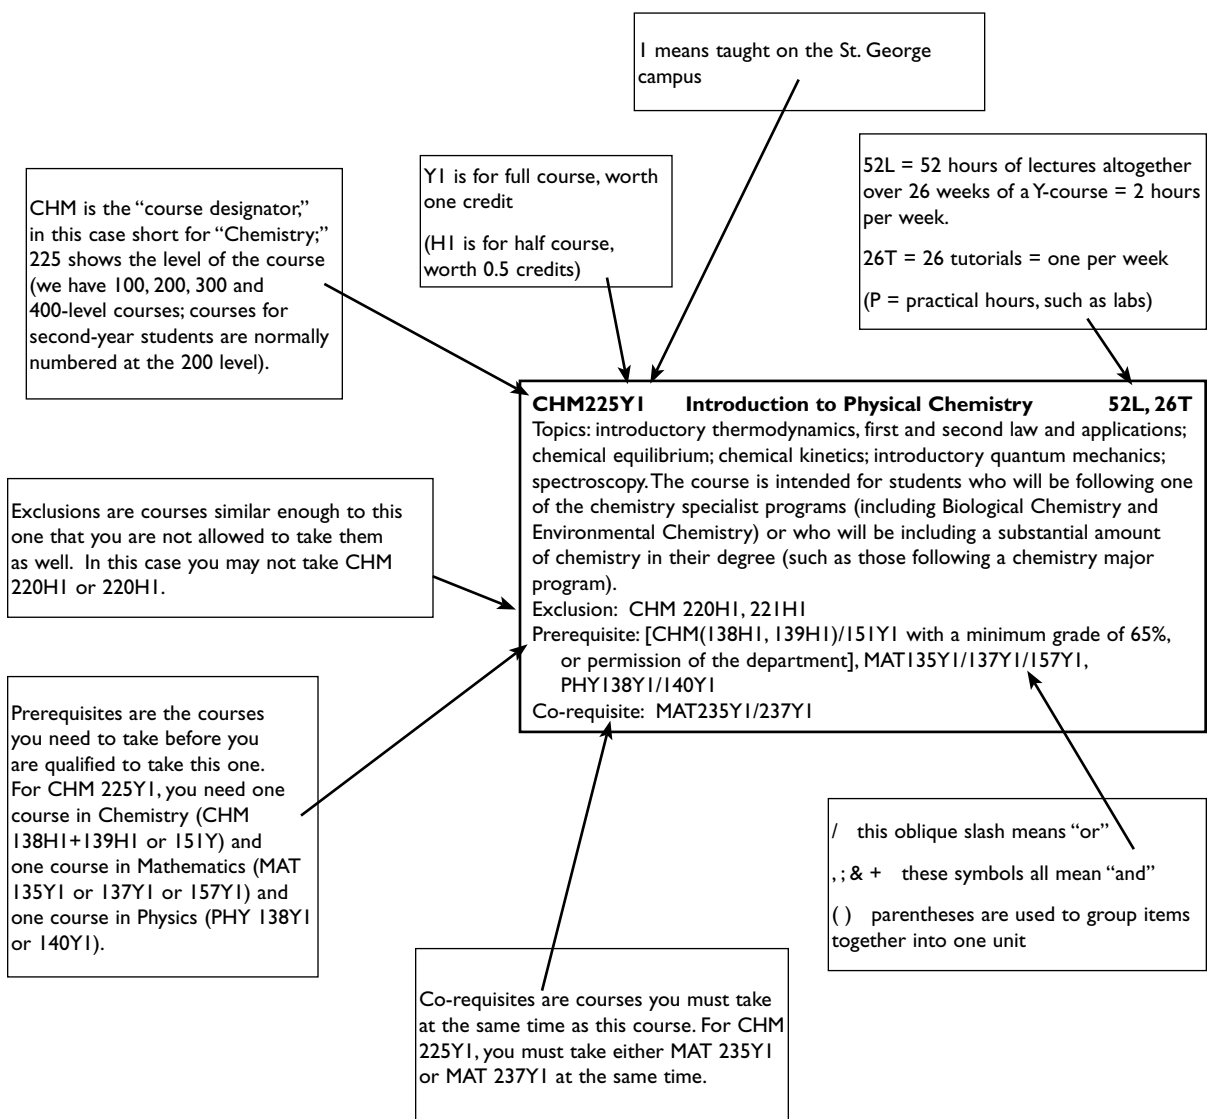 1 means taught on the St. George
campus
Y1 is for full course, worth
one credit
(H1 is for half course,
worth 0.5 credits)
52L = 52 hours of lectures altogether
over 26 weeks of a Y-course = 2 hours
per week.
26T = 26 tutorials = one per week
(P = practical hours, such as labs)
CHM is the “course designator,”
in this case short for “Chemistry;”
225 shows the level of the course
(we have 100, 200, 300 and
400-level courses; courses for
second-year students are normally
numbered at the 200 level).
CHM225Y1 Introduction to Physical Chemistry 52L, 26T
Topics: introductory thermodynamics, first and second law and applications;
chemical equilibrium; chemical kinetics; introductory quantum mechanics;
spectroscopy. The course is intended for students who will be following one
of the chemistry specialist programs (including Biological Chemistry and
Environmental Chemistry) or who will be including a substantial amount
of chemistry in their degree (such as those following a chemistry major
program).
Exclusion: CHM 220H1, 221H1
Prerequisite: [CHM(138H1, 139H1)/151Y1 with a minimum grade of 65%,
or permission of the department], MAT135Y1/137Y1/157Y1,
PHY138Y1/140Y1
Co-requisite: MAT235Y1/237Y1
Exclusions are courses similar enough to this
one that you are not allowed to take them
as well. In this case you may not take CHM
220H1 or 220H1.
Prerequisites are the courses
you need to take before you
are qualified to take this one.
For CHM 225Y1, you need one
course in Chemistry (CHM
138H1+139H1 or 151Y) and
one course in Mathematics (MAT
135Y1 or 137Y1 or 157Y1) and
one course in Physics (PHY 138Y1
or 140Y1).
/ this oblique slash means “or”
, ; & + these symbols all mean “and”
( ) parentheses are used to group items
together into one unit
Co-requisites are courses you must take
at the same time as this course. For CHM
225Y1, you must take either MAT 235Y1
or MAT 237Y1 at the same time.